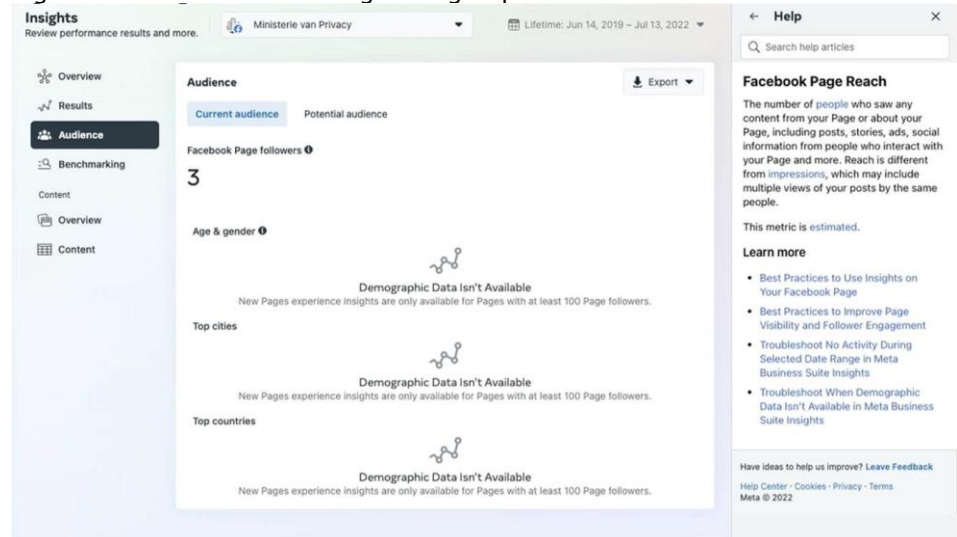 Insights
Review performance results and more.
Ministerie van Privacy
Lifetime: Jun 14, 2019 – Jul 13, 2022
Overview
Results
Audience
Benchmarking
Content
Overview
Content
Audience
Export
Current audience
Potential audience
Facebook Page followers
3
Age & gender
Demographic Data Isn't Available
New Pages experience insights are only available for Pages with at least 100 Page followers.
Top cities
Demographic Data Isn't Available
New Pages experience insights are only available for Pages with at least 100 Page followers.
Top countries
Demographic Data Isn't Available
New Pages experience insights are only available for Pages with at least 100 Page followers.
Help
Search help articles
Facebook Page Reach
The number of people who saw any
content from your Page or about your
Page, including posts, stories, ads, social
information from people who interact with
your Page and more. Reach is different
from impressions, which may include
multiple views of your posts by the same
people.
This metric is estimated.
Learn more
• Best Practices to Use Insights on
Your Facebook Page
• Best Practices to Improve Page
Visibility and Follower Engagement
• Troubleshoot No Activity During
Selected Date Range in Meta
Business Suite Insights
• Troubleshoot When Demographic
Data Isn't Available in Meta Business
Suite Insights
Have ideas to help us improve? Leave Feedback
Help Center · Cookies · Privacy · Terms
Meta © 2022